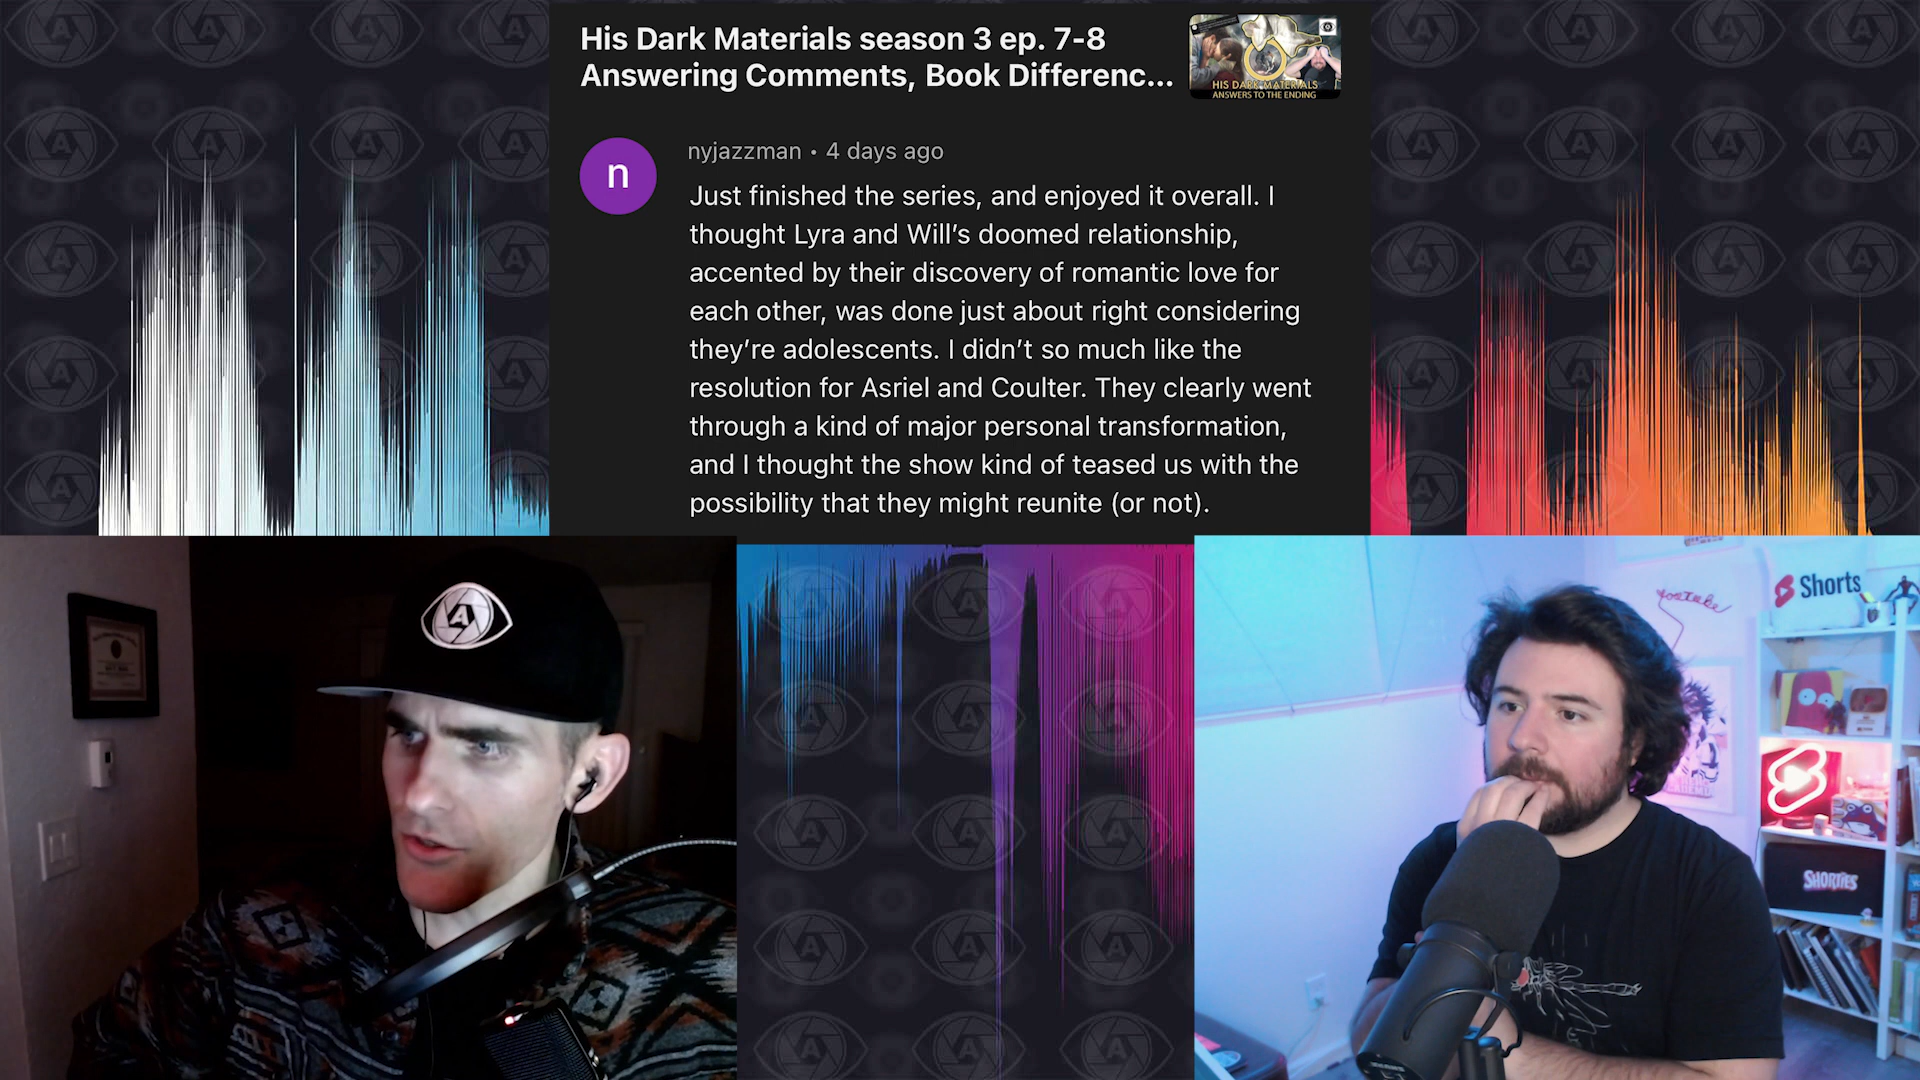 His Dark Materials season 3 ep. 7-8
Answering Comments, Book Differenc...
HIS DARK MATERIALS
ANSWERS TO THE ENDING
n
nyjazzman • 4 days ago
Just finished the series, and enjoyed it overall. I
thought Lyra and Will’s doomed relationship,
accented by their discovery of romantic love for
each other, was done just about right considering
they’re adolescents. I didn’t so much like the
resolution for Asriel and Coulter. They clearly went
through a kind of major personal transformation,
and I thought the show kind of teased us with the
possibility that they might reunite (or not).
A
youtube
Shorts
SHORTIES